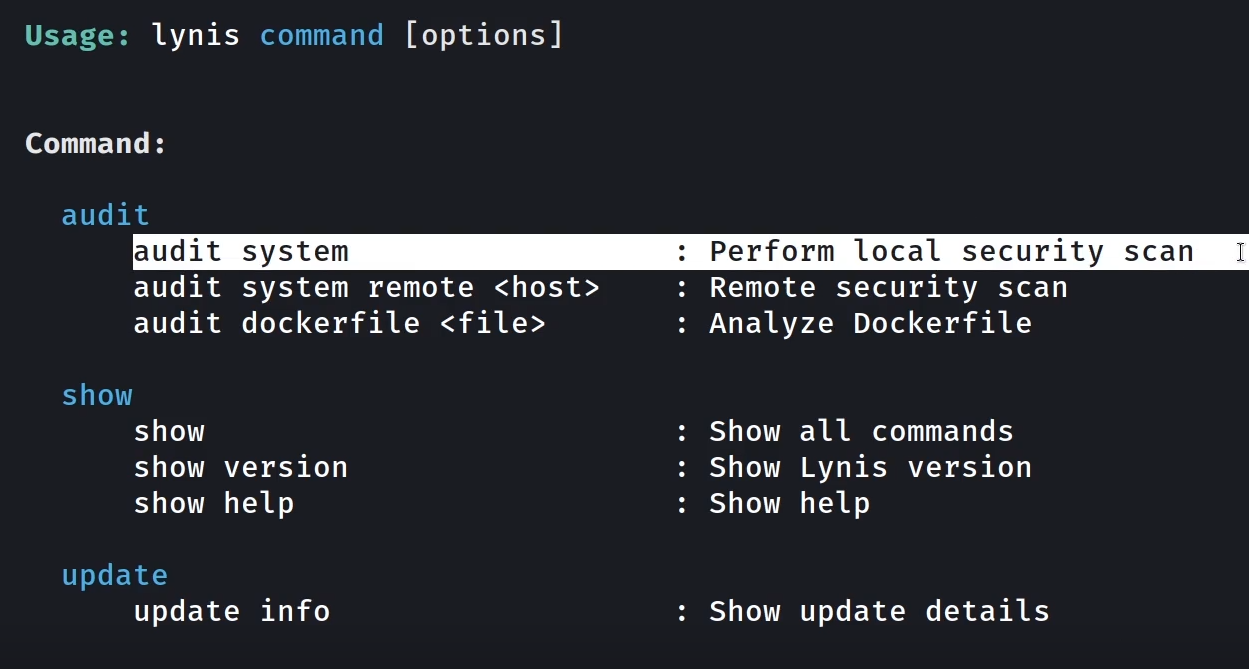 Usage: lynis command [options]
Command:
audit
audit system : Perform local security scan
audit system remote <host> : Remote security scan
audit dockerfile <file> : Analyze Dockerfile
show
show : Show all commands
show version : Show Lynis version
show help : Show help
update
update info : Show update details